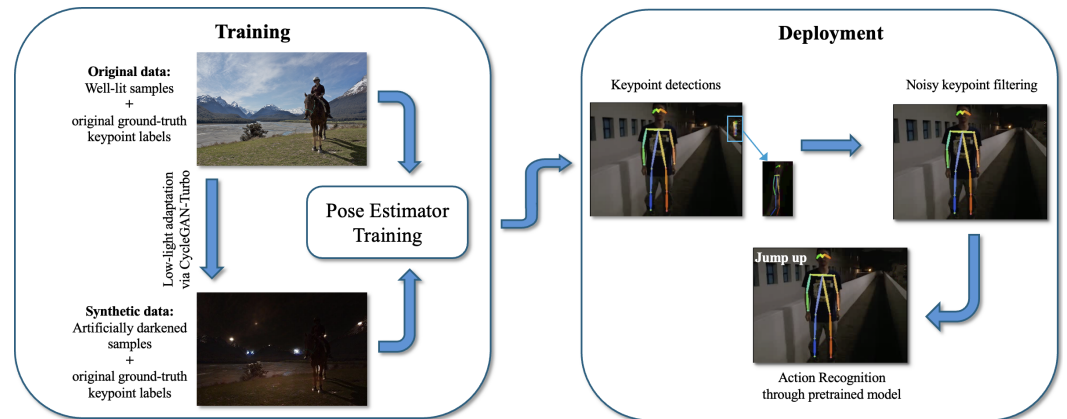 Training
Original data:
Well-lit samples
+
original ground-truth
keypoint labels
Low-light adaptation
via CycleGAN-Turbo
Pose Estimator
Training
Synthetic data:
Artificially darkened
samples
+
original ground-truth
keypoint labels
Deployment
Keypoint detections
Noisy keypoint filtering
Jump up
Action Recognition
through pretrained model